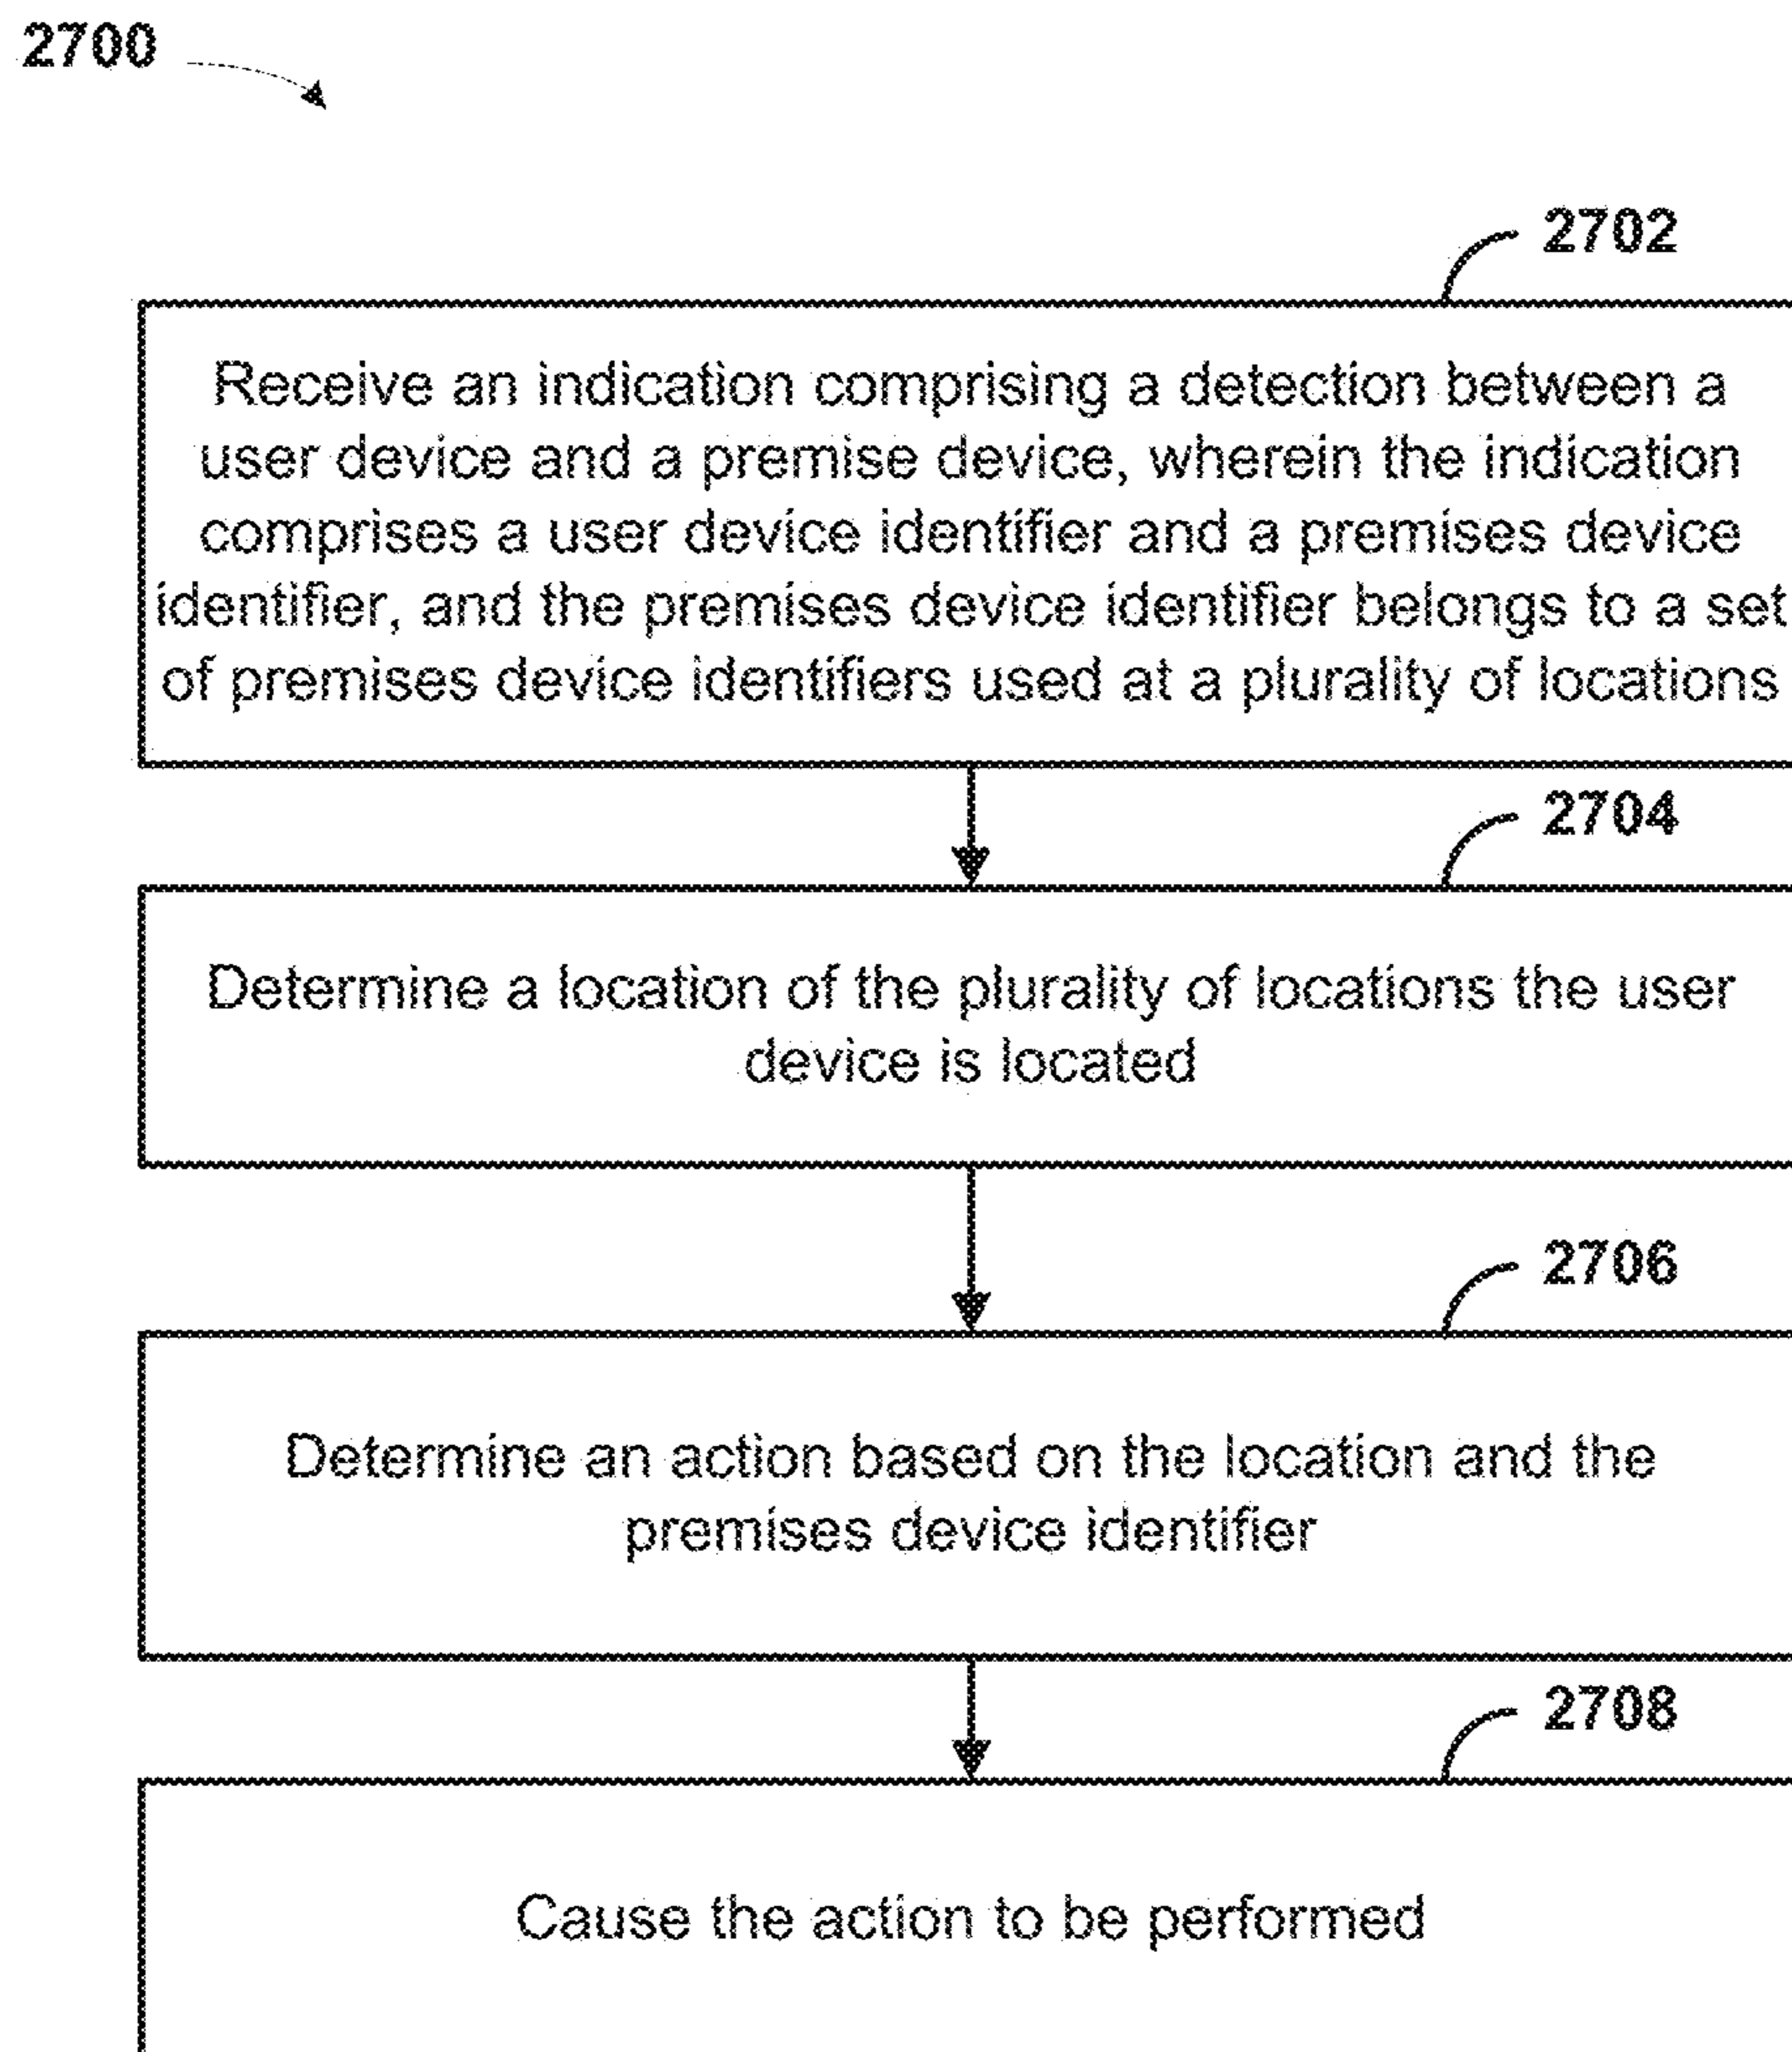 2700
2702
Receive an indication comprising a detection between a
user device and a premise device, wherein the indication
comprises a user device identifier and a premises device
identifier, and the premises device identifier belongs to a set
of premises device identifiers used at a plurality of locations
2704
Determine a location of the plurality of locations the user
device is located
2706
Determine an action based on the location and the
premises device identifier
2708
Cause the action to be performed